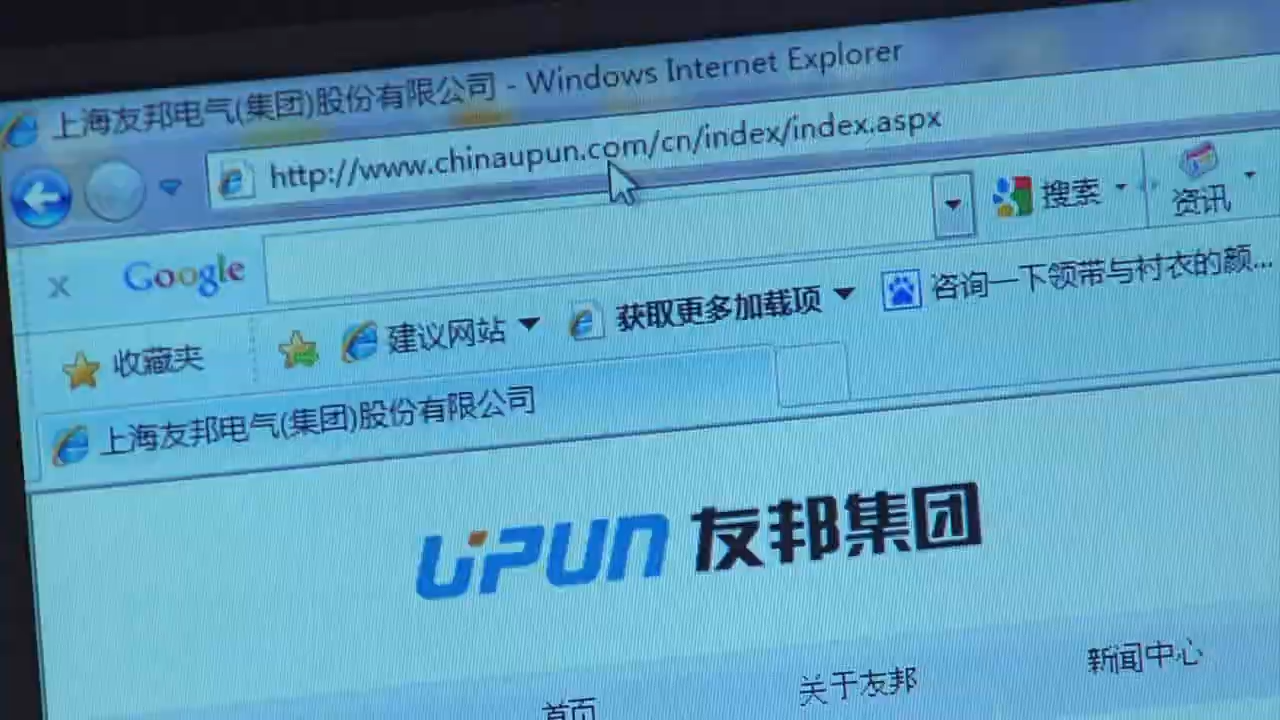 上海友邦电气(集团)股份有限公司 - Windows Internet Explorer
http://www.chinaupun.com/cn/index/index.aspx
x Google 搜索 资讯
收藏夹 建议网站 获取更多加载项 咨询一下领带与衬衣的颜...
上海友邦电气(集团)股份有限公司
UPUN 友邦集团
首页 关于友邦 新闻中心